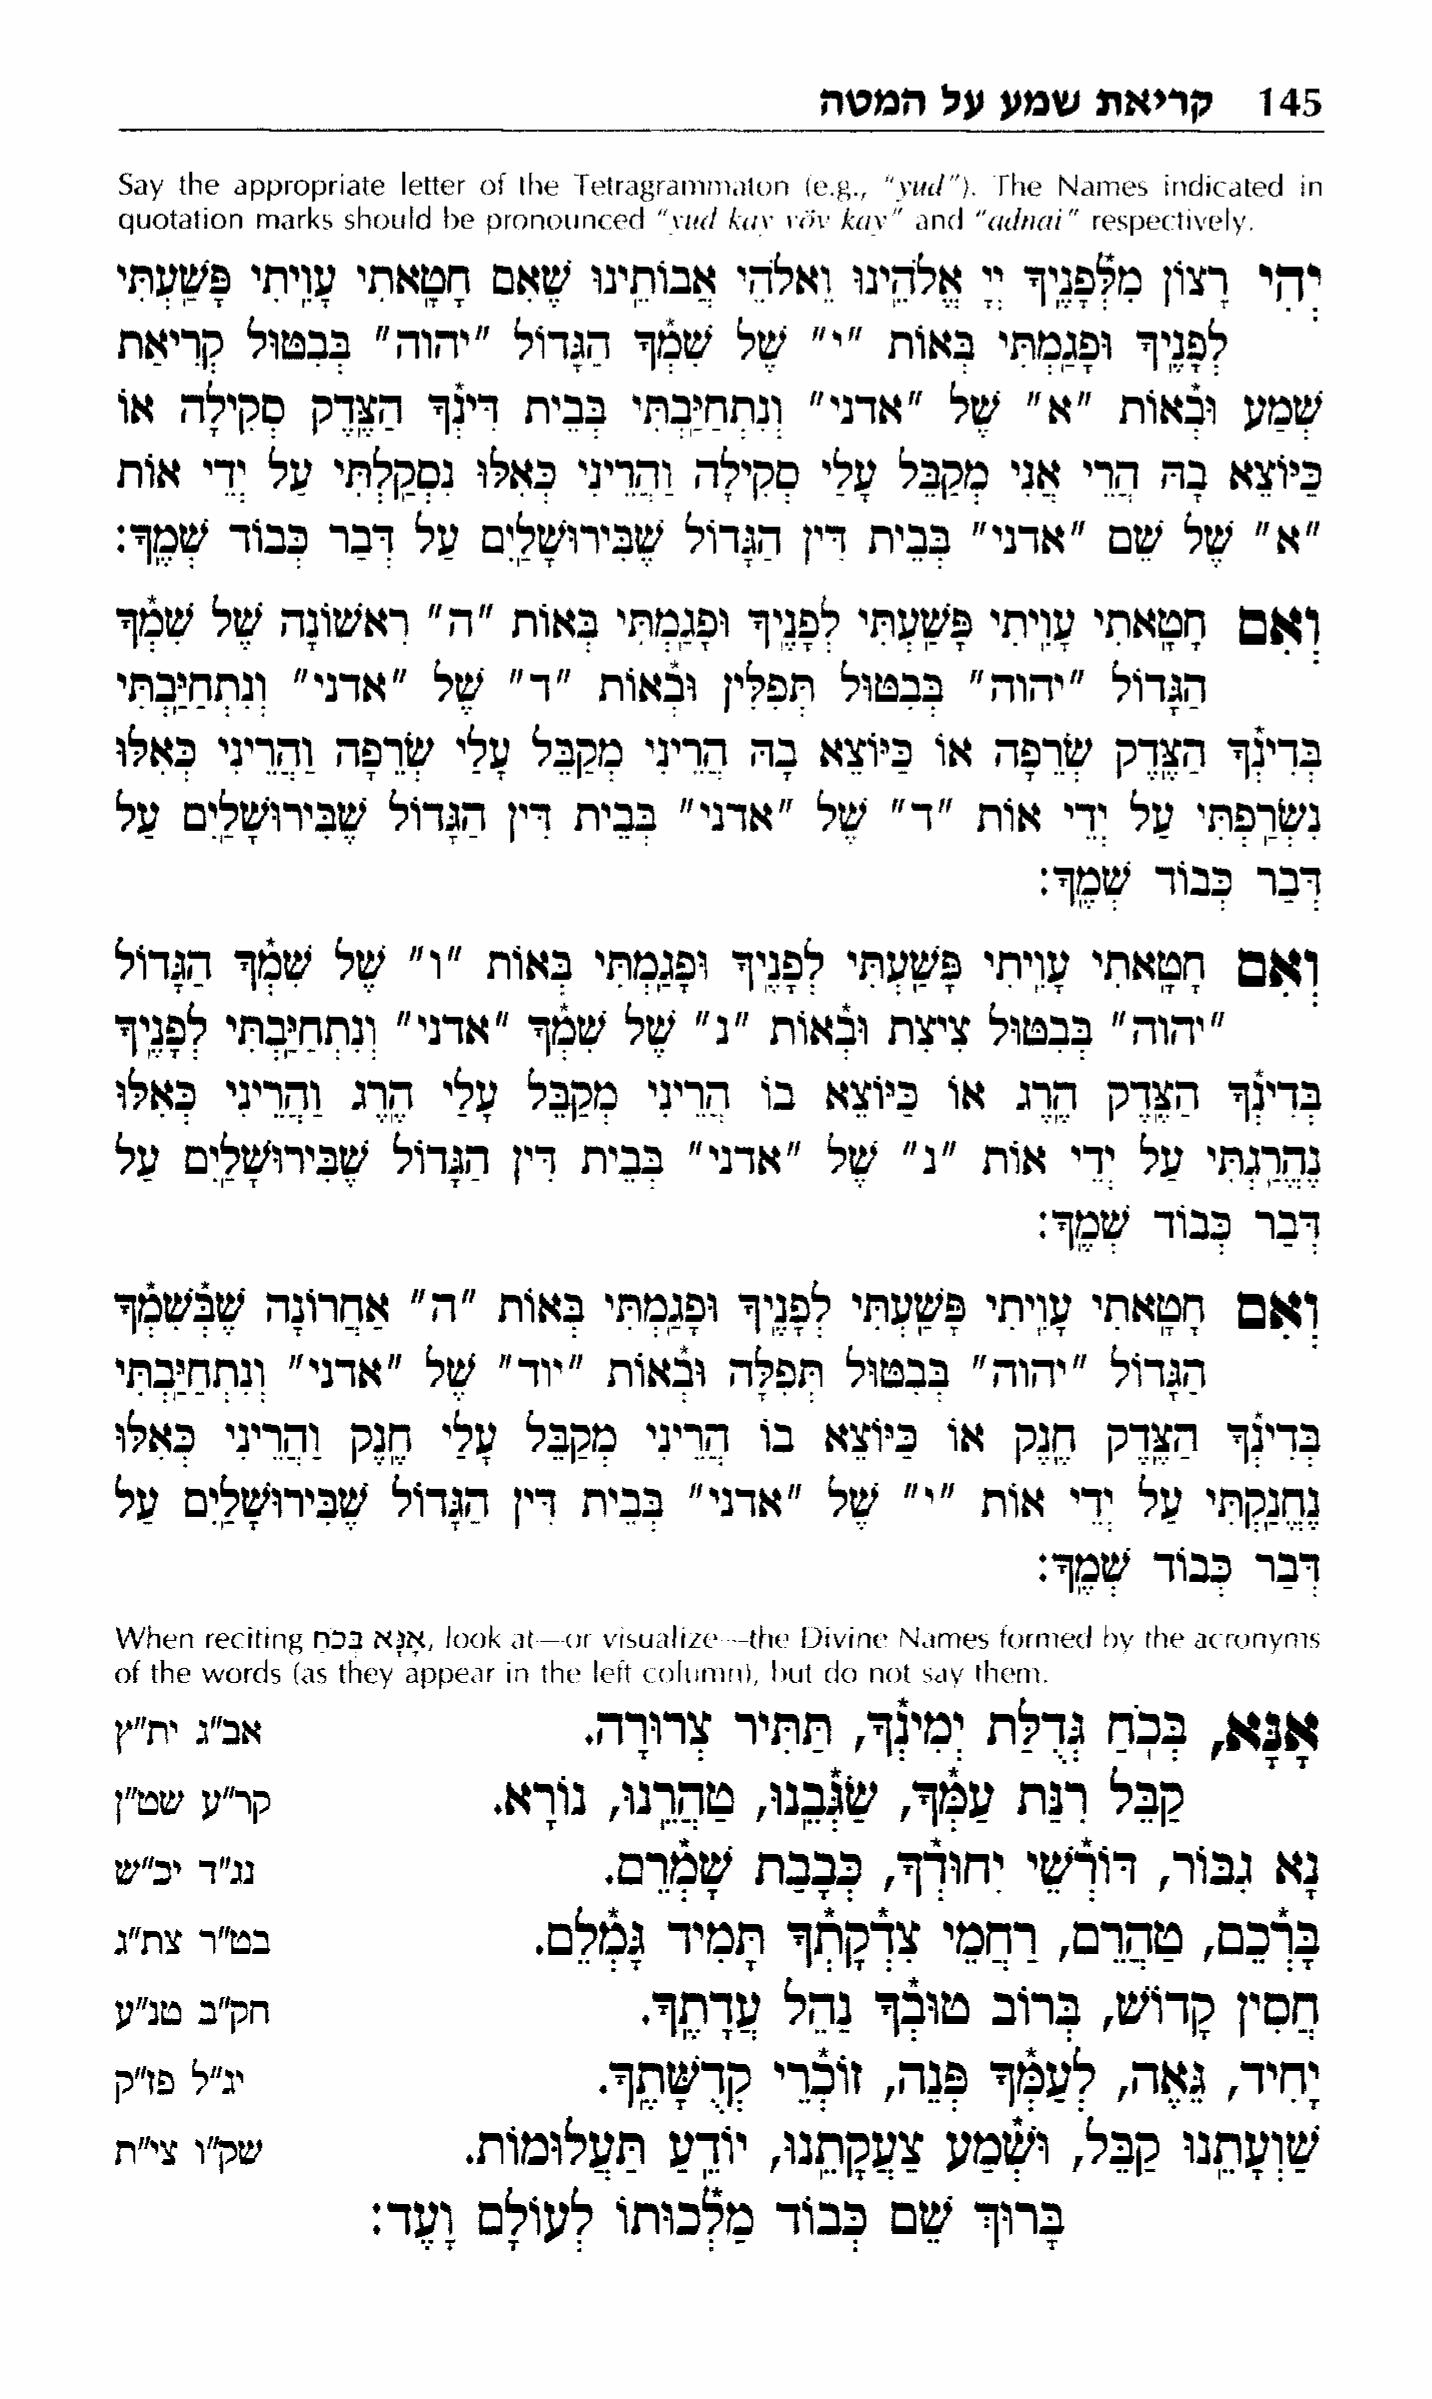 קריאת שמע על המטה 145
Say the appropriate letter of the Tetragrammaton (e.g., "yud"). The Names indicated in
quotation marks should be pronounced "yud kay vöv kay" and "adnai" respectively.
יְהִי רָצוֹן מִלְּפָנֶיךָ יְיָ אֱלֹהֵינוּ וֵאלֹהֵי אֲבוֹתֵינוּ שֶׁאִם חָטָאתִי עָוִיתִי פָּשַׁעְתִּי
לְפָנֶיךָ וּפָגַמְתִּי בְּאוֹת "י" שֶׁל שִׁמְךָ הַגָּדוֹל "יהוה" בְּבִטּוּל קְרִיאַת
שְׁמַע וּבְאוֹת "א" שֶׁל "אדני" וְנִתְחַיַּבְתִּי בְּבֵית דִּינְךָ הַצֶּדֶק סְקִילָה אוֹ
כַּיּוֹצֵא בָהּ הֲרֵי אֲנִי מְקַבֵּל עָלַי סְקִילָה וַהֲרֵינִי כְּאִלּוּ נִסְקַלְתִּי עַל יְדֵי אוֹת
"א" שֶׁל שֵׁם "אדני" בְּבֵית דִּין הַגָּדוֹל שֶׁבִּירוּשָׁלַיִם עַל דְּבַר כְּבוֹד שְׁמֶךָ:
וְאִם חָטָאתִי עָוִיתִי פָּשַׁעְתִּי לְפָנֶיךָ וּפָגַמְתִּי בְּאוֹת "ה" רִאשׁוֹנָה שֶׁל שִׁמְךָ
הַגָּדוֹל "יהוה" בְּבִטּוּל תְּפִלִּין וּבְאוֹת "ד" שֶׁל "אדני" וְנִתְחַיַּבְתִּי
בְּדִינְךָ הַצֶּדֶק שְׂרֵפָה אוֹ כַּיּוֹצֵא בָהּ הֲרֵינִי מְקַבֵּל עָלַי שְׂרֵפָה וַהֲרֵינִי כְּאִלּוּ
נִשְׂרַפְתִּי עַל יְדֵי אוֹת "ד" שֶׁל "אדני" בְּבֵית דִּין הַגָּדוֹל שֶׁבִּירוּשָׁלַיִם עַל
דְּבַר כְּבוֹד שְׁמֶךָ:
וְאִם חָטָאתִי עָוִיתִי פָּשַׁעְתִּי לְפָנֶיךָ וּפָגַמְתִּי בְּאוֹת "ו" שֶׁל שִׁמְךָ הַגָּדוֹל
"יהוה" בְּבִטּוּל צִיצִת וּבְאוֹת "נ" שֶׁל שִׁמְךָ "אדני" וְנִתְחַיַּבְתִּי לְפָנֶיךָ
בְּדִינְךָ הַצֶּדֶק הֶרֶג אוֹ כַּיּוֹצֵא בוֹ הֲרֵינִי מְקַבֵּל עָלַי הֶרֶג וַהֲרֵינִי כְּאִלּוּ
נֶהֱרַגְתִּי עַל יְדֵי אוֹת "נ" שֶׁל "אדני" בְּבֵית דִּין הַגָּדוֹל שֶׁבִּירוּשָׁלַיִם עַל
דְּבַר כְּבוֹד שְׁמֶךָ:
וְאִם חָטָאתִי עָוִיתִי פָּשַׁעְתִּי לְפָנֶיךָ וּפָגַמְתִּי בְּאוֹת "ה" אַחֲרוֹנָה שֶׁבְּשִׁמְךָ
הַגָּדוֹל "יהוה" בְּבִטּוּל תְּפִלָּה וּבְאוֹת "יוד" שֶׁל "אדני" וְנִתְחַיַּבְתִּי
בְּדִינְךָ הַצֶּדֶק חֶנֶק אוֹ כַּיּוֹצֵא בוֹ הֲרֵינִי מְקַבֵּל עָלַי חֶנֶק וַהֲרֵינִי כְּאִלּוּ
נֶחֱנַקְתִּי עַל יְדֵי אוֹת "י" שֶׁל "אדני" בְּבֵית דִּין הַגָּדוֹל שֶׁבִּירוּשָׁלַיִם עַל
דְּבַר כְּבוֹד שְׁמֶךָ:
When reciting אָנָּא בְּכֹחַ, look at—or visualize—the Divine Names formed by the acronyms
of the words (as they appear in the left column), but do not say them.
אָנָּא, בְּכֹחַ גְּדֻלַּת יְמִינְךָ, תַּתִּיר צְרוּרָה. אב"ג ית"ץ
קַבֵּל רִנַּת עַמְּךָ, שַׂגְּבֵנוּ, טַהֲרֵנוּ, נוֹרָא. קר"ע שט"ן
נָא גִבּוֹר, דּוֹרְשֵׁי יִחוּדְךָ, כְּבָבַת שָׁמְרֵם. נג"ד יכ"ש
בָּרְכֵם, טַהֲרֵם, רַחֲמֵי צִדְקָתְךָ תָּמִיד גָּמְלֵם. בט"ר צת"ג
חֲסִין קָדוֹשׁ, בְּרוֹב טוּבְךָ נַהֵל עֲדָתֶךָ. חק"ב טנ"ע
יָחִיד, גֵּאֶה, לְעַמְּךָ פְּנֵה, זוֹכְרֵי קְדֻשָּׁתֶךָ. יג"ל פז"ק
שַׁוְעָתֵנוּ קַבֵּל, וּשְׁמַע צַעֲקָתֵנוּ, יוֹדֵעַ תַּעֲלוּמוֹת. שק"ו צי"ת
בָּרוּךְ שֵׁם כְּבוֹד מַלְכוּתוֹ לְעוֹלָם וָעֶד: